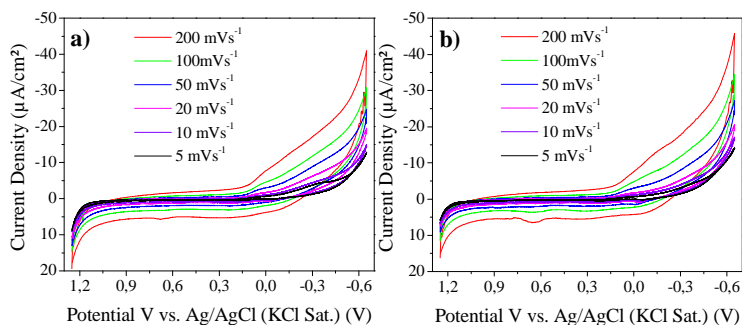 a)
200 mVs⁻¹
100mVs⁻¹
50 mVs⁻¹
20 mVs⁻¹
10 mVs⁻¹
5 mVs⁻¹
-50
-40
-30
-20
-10
0
10
20
Current Density (µA/cm²)
1,2 0,9 0,6 0,3 0,0 -0,3 -0,6
Potential V vs. Ag/AgCl (KCl Sat.) (V)
b)
200 mVs⁻¹
100 mVs⁻¹
50 mVs⁻¹
20 mVs⁻¹
10 mVs⁻¹
5 mVs⁻¹
-50
-40
-30
-20
-10
0
10
20
Current Density (µA/cm²)
1,2 0,9 0,6 0,3 0,0 -0,3 -0,6
Potential V vs. Ag/AgCl (KCl Sat.) (V)